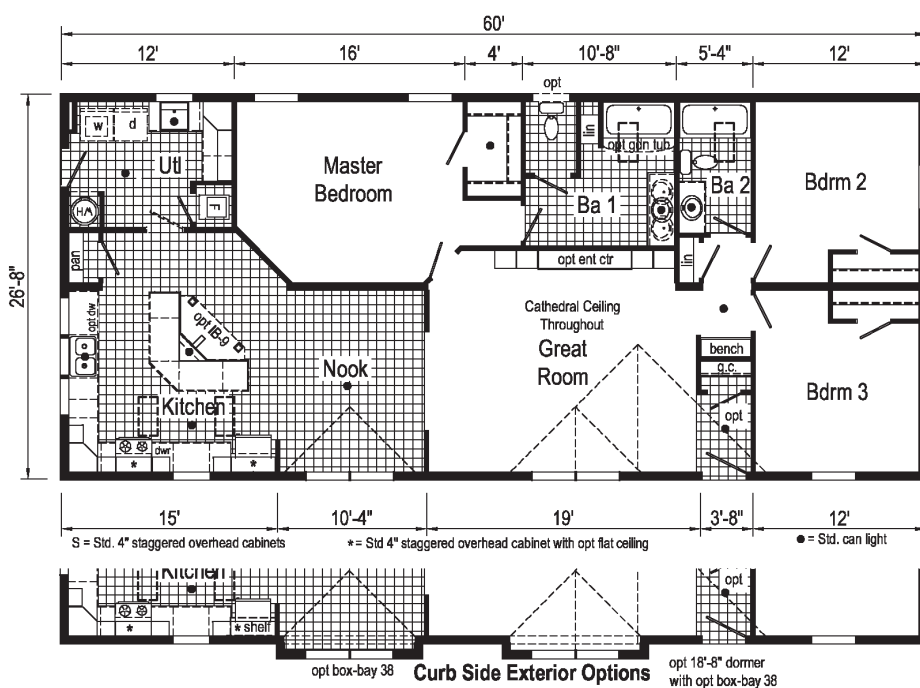 60'
12' 16' 4' 10'-8" 5'-4" 12'
opt
w d lin opt gdn tub
Utl
Master
Bedroom
Ba 1
Ba 2
Bdrm 2
F
WH
26'-8"
pan
opt ent ctr
lin
opt dw
opt IB-9
Cathedral Ceiling
Throughout
Great
Room
Nook
bench
g.c.
Kitchen
opt
Bdrm 3
dwr
* *
15' 10'-4" 19' 3'-8" 12'
S = Std. 4" staggered overhead cabinets
* = Std 4" staggered overhead cabinet with opt flat ceiling
● = Std. can light
Kitchen
opt
* * shelf
opt box-bay 38
Curb Side Exterior Options
opt 18'-8" dormer
with opt box-bay 38